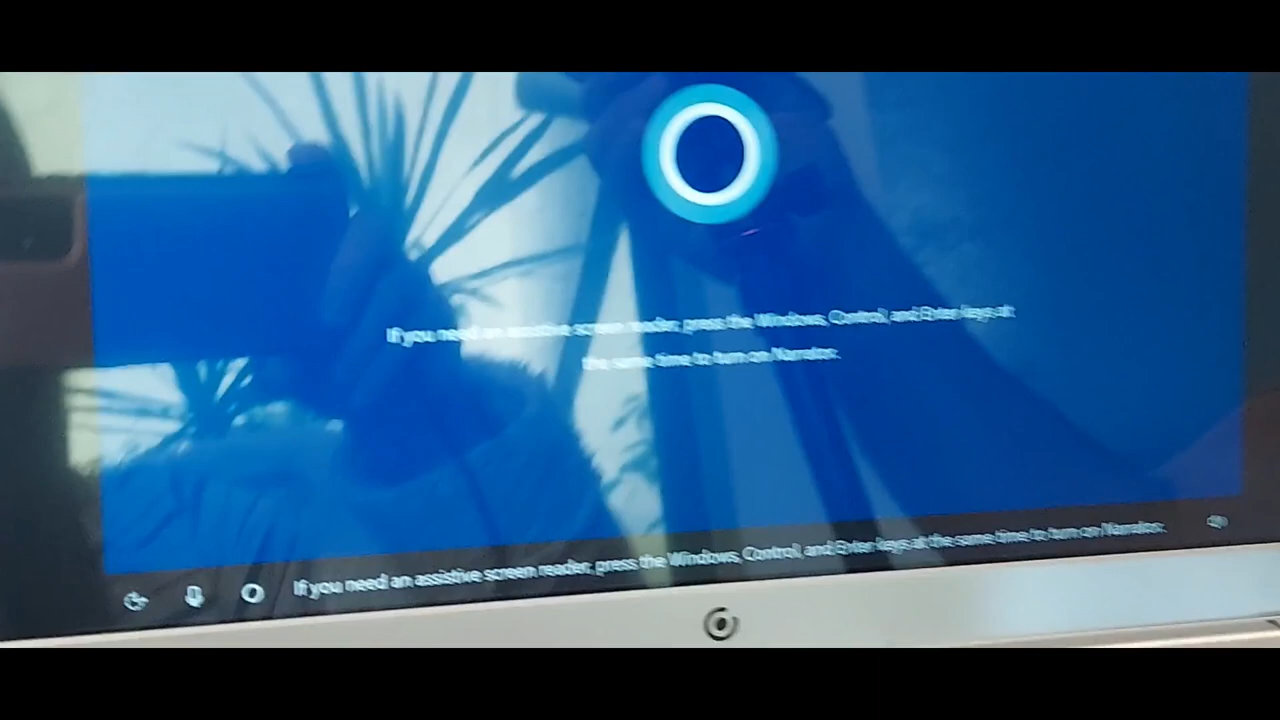 If you need an assistive screen reader, press the Windows, Control, and Enter keys at
the same time to turn on Narrator.
If you need an assistive screen reader, press the Windows, Control, and Enter keys at the same time to turn on Narrator.